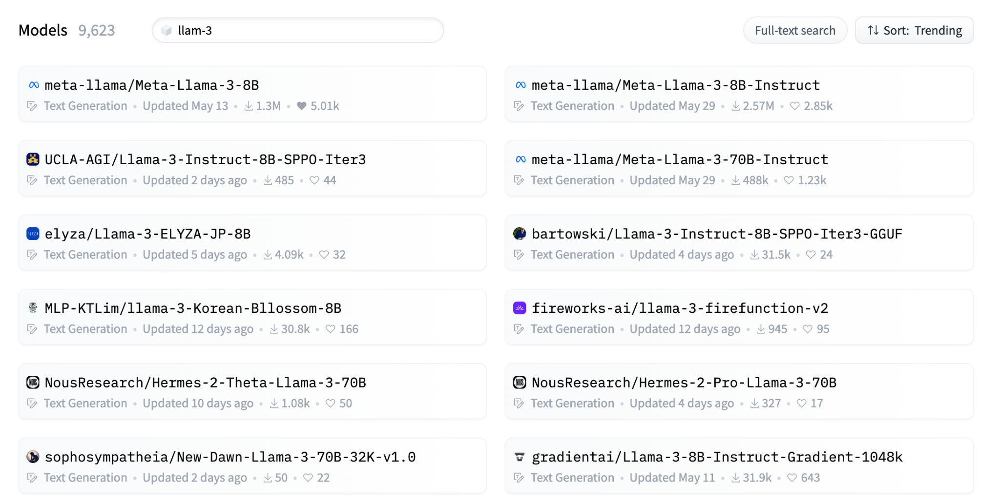 Models 9,623
llam-3
Full-text search
Sort: Trending
meta-llama/Meta-Llama-3-8B
Text Generation • Updated May 13 • 1.3M • 5.01k
meta-llama/Meta-Llama-3-8B-Instruct
Text Generation • Updated May 29 • 2.57M • 2.85k
UCLA-AGI/Llama-3-Instruct-8B-SPPO-Iter3
Text Generation • Updated 2 days ago • 485 • 44
meta-llama/Meta-Llama-3-70B-Instruct
Text Generation • Updated May 29 • 488k • 1.23k
ELYZA
elyza/Llama-3-ELYZA-JP-8B
Text Generation • Updated 5 days ago • 4.09k • 32
bartowski/Llama-3-Instruct-8B-SPPO-Iter3-GGUF
Text Generation • Updated 4 days ago • 31.5k • 24
MLP
MLP-KTLim/llama-3-Korean-Bllossom-8B
Text Generation • Updated 12 days ago • 30.8k • 166
fireworks-ai/llama-3-firefunction-v2
Text Generation • Updated 12 days ago • 945 • 95
NOUS
NousResearch/Hermes-2-Theta-Llama-3-70B
Text Generation • Updated 10 days ago • 1.08k • 50
NOUS
NousResearch/Hermes-2-Pro-Llama-3-70B
Text Generation • Updated 4 days ago • 327 • 17
sophosympatheia/New-Dawn-Llama-3-70B-32K-v1.0
Text Generation • Updated 2 days ago • 50 • 22
gradientai/Llama-3-8B-Instruct-Gradient-1048k
Text Generation • Updated May 11 • 31.9k • 643